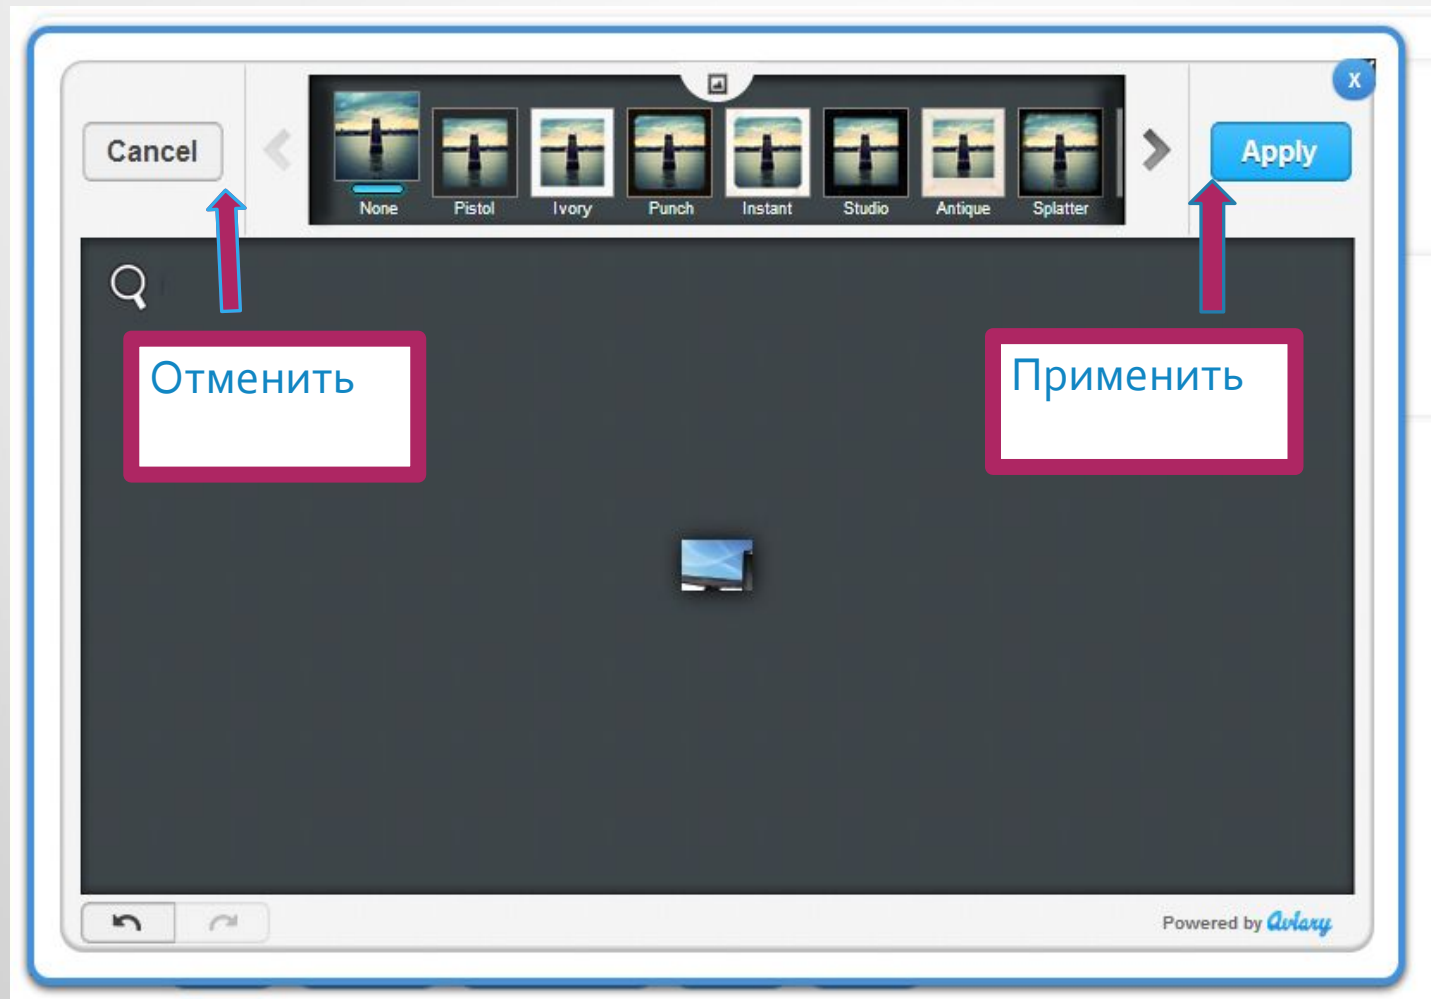 x
Cancel
Apply
None Pistol Ivory Punch Instant Studio Antique Splatter
Отменить
Применить
Powered by Aviary